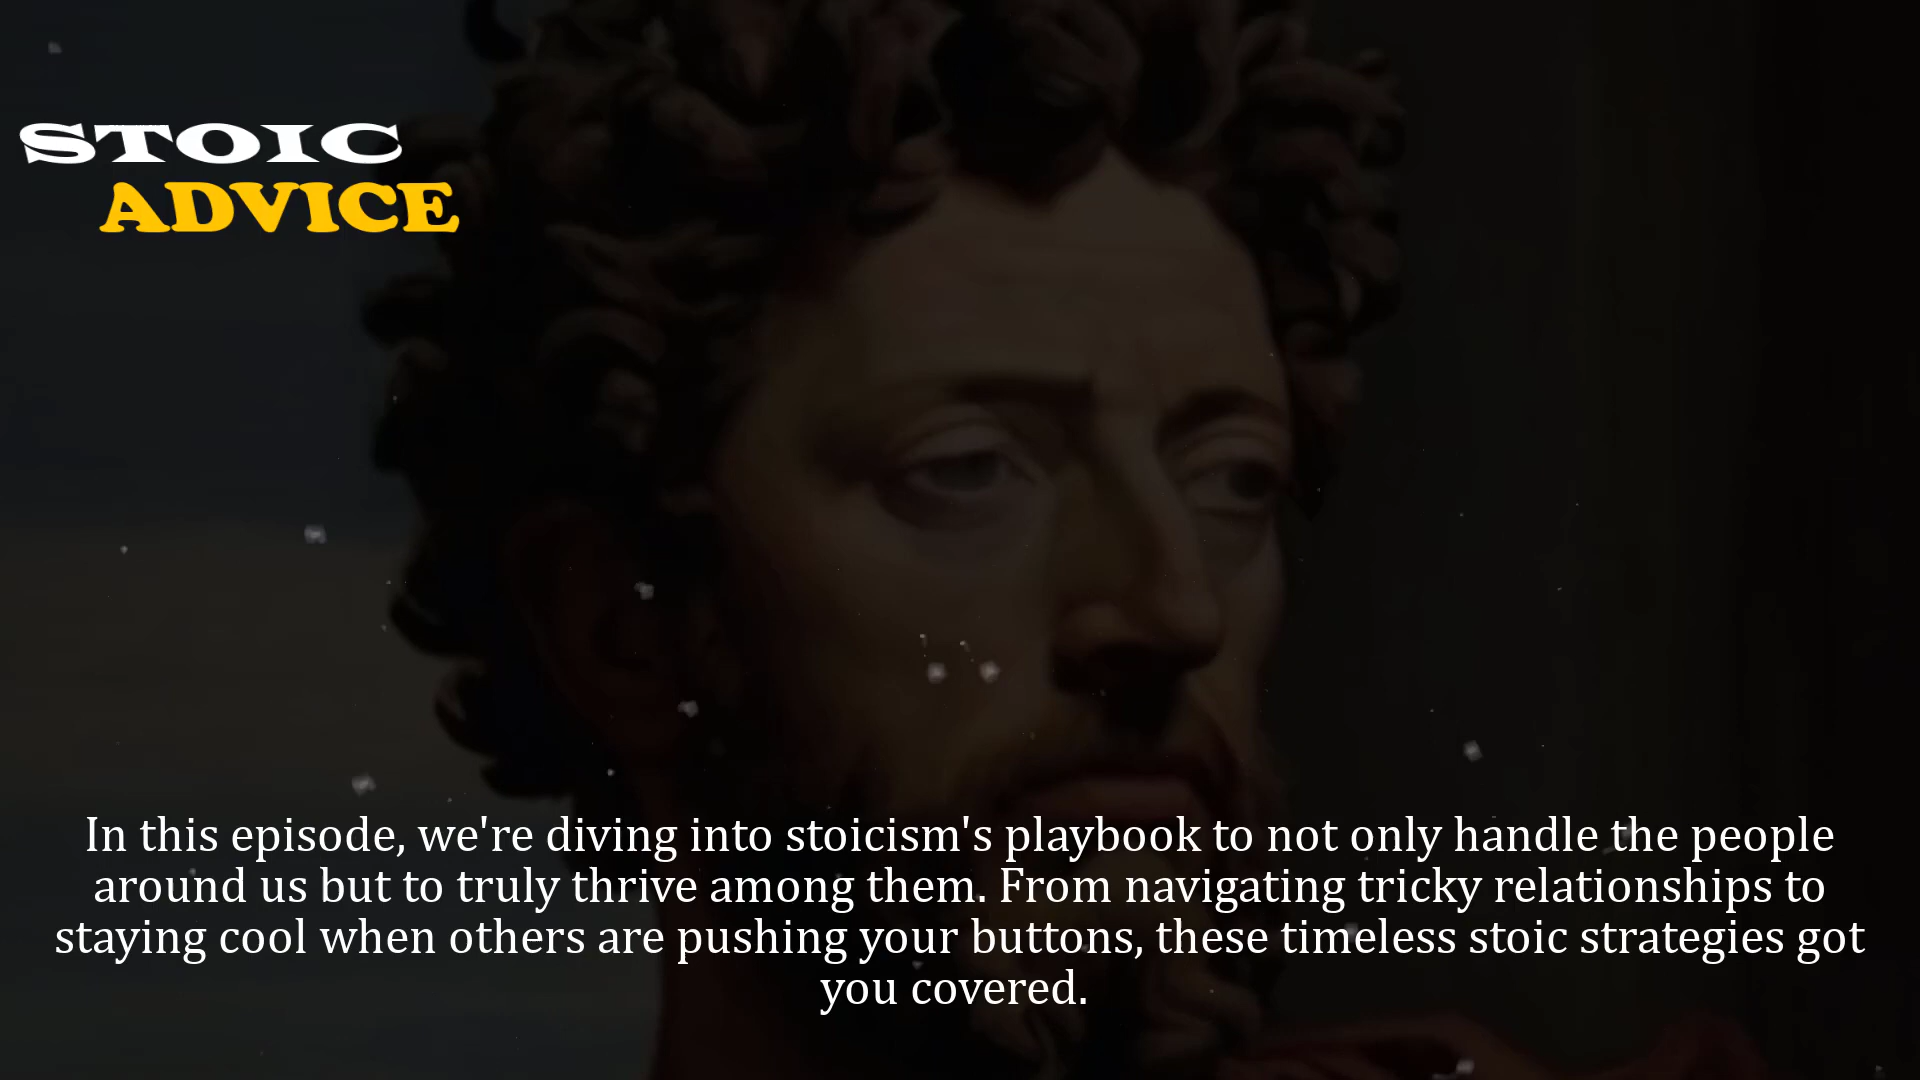 STOIC
ADVICE
In this episode, we're diving into stoicism's playbook to not only handle the people
around us but to truly thrive among them. From navigating tricky relationships to
staying cool when others are pushing your buttons, these timeless stoic strategies got
you covered.